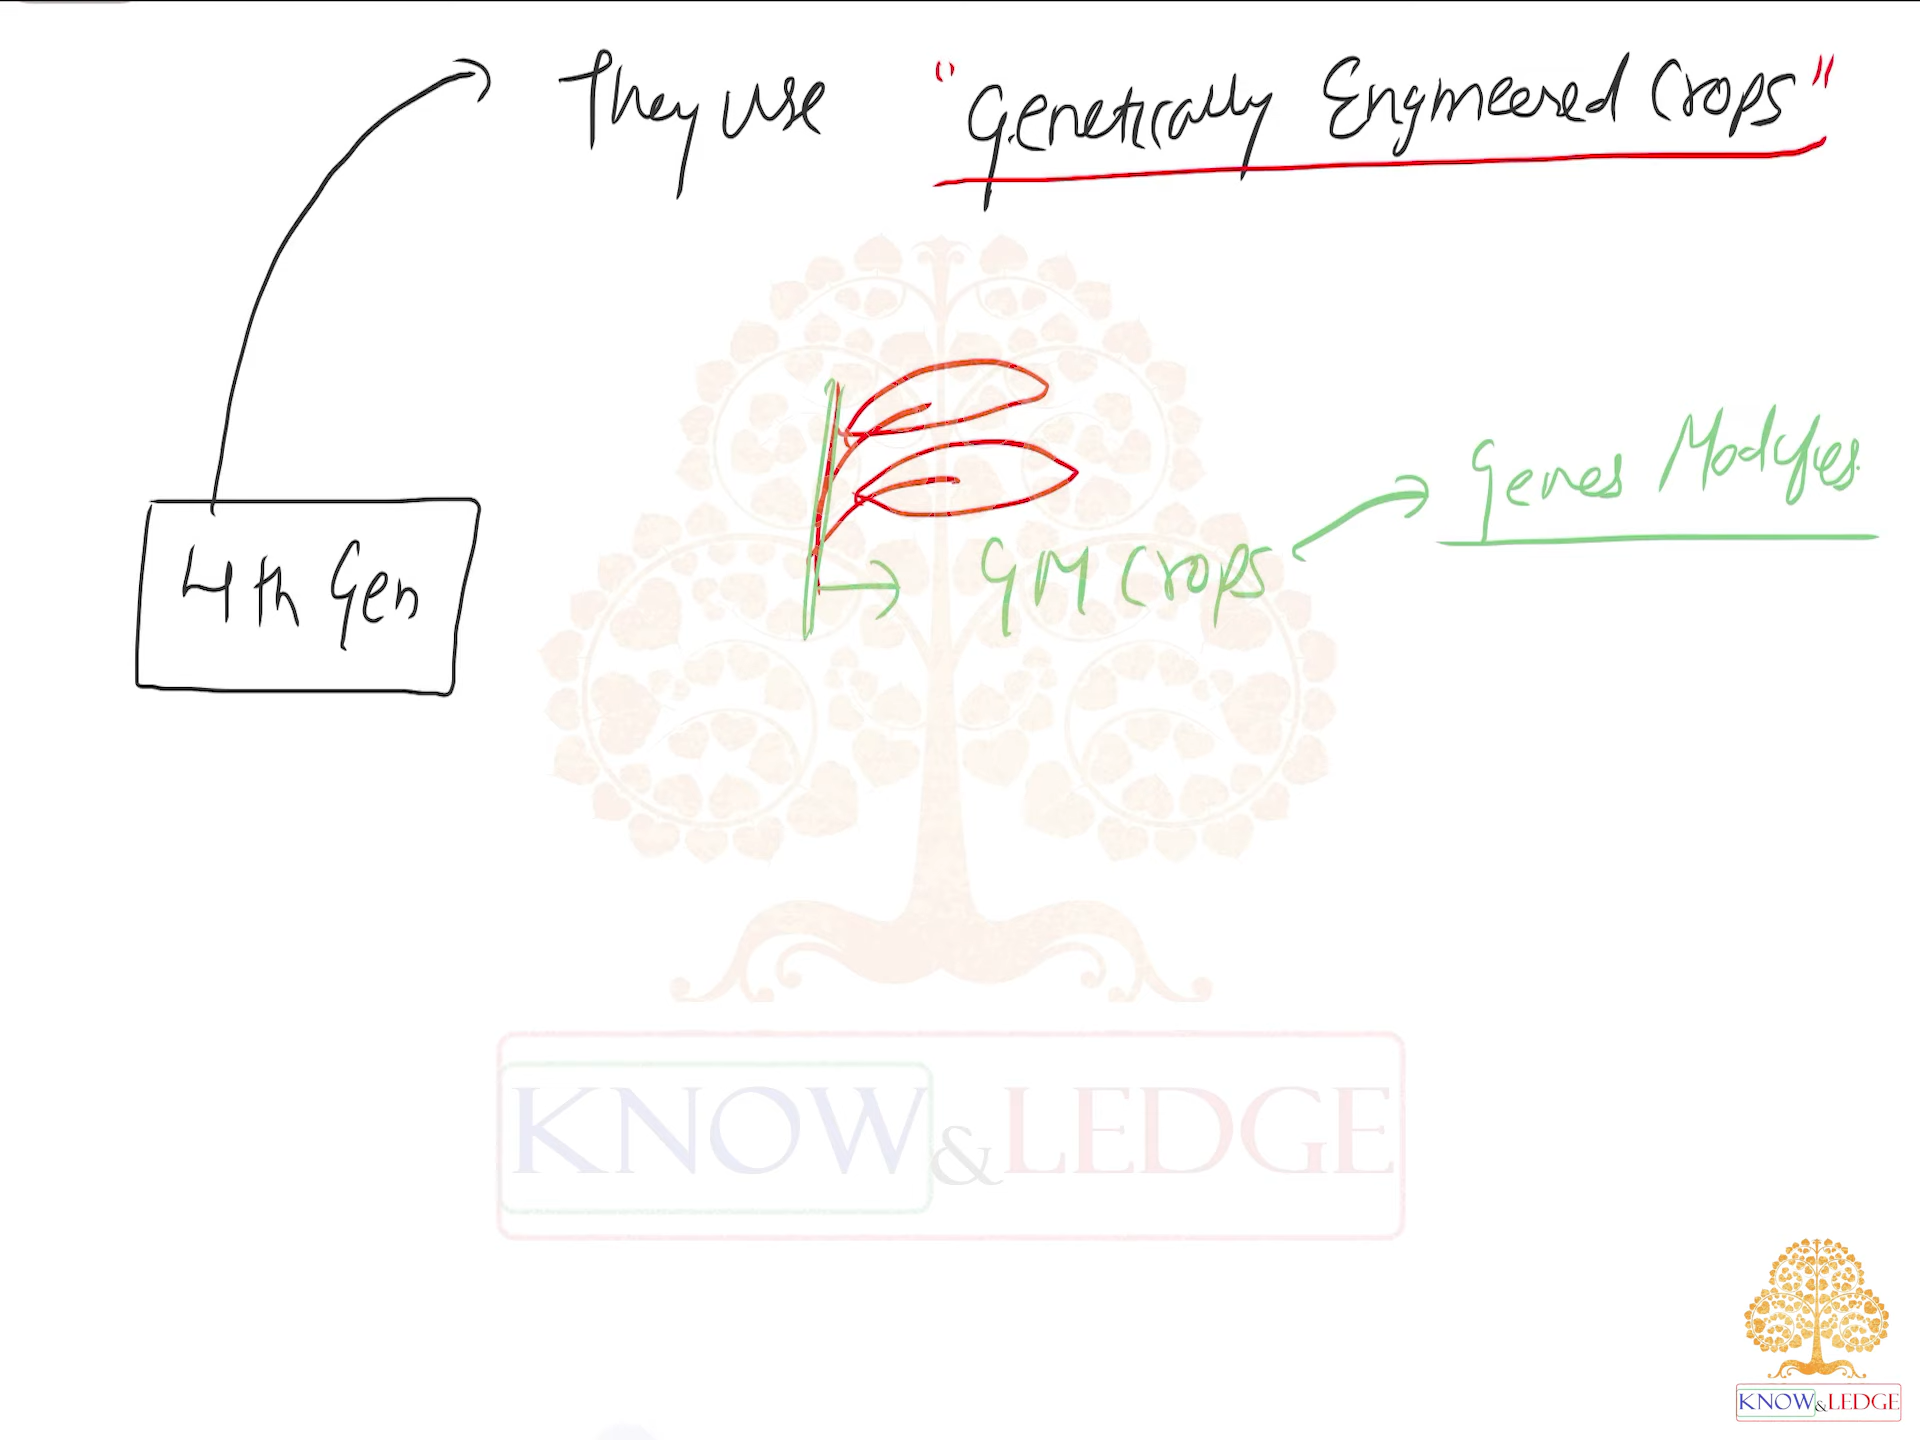 They use "Genetically Engineered Crops"
Genes Modifies
GM Crops
4th Gen
KNOW&LEDGE
KNOW&LEDGE